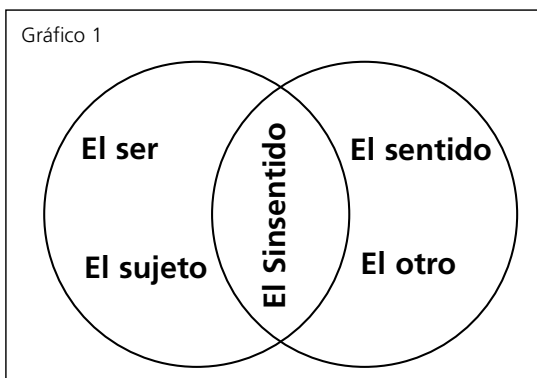 Gráfico 1
El ser
El sujeto
El Sinsentido
El sentido
El otro